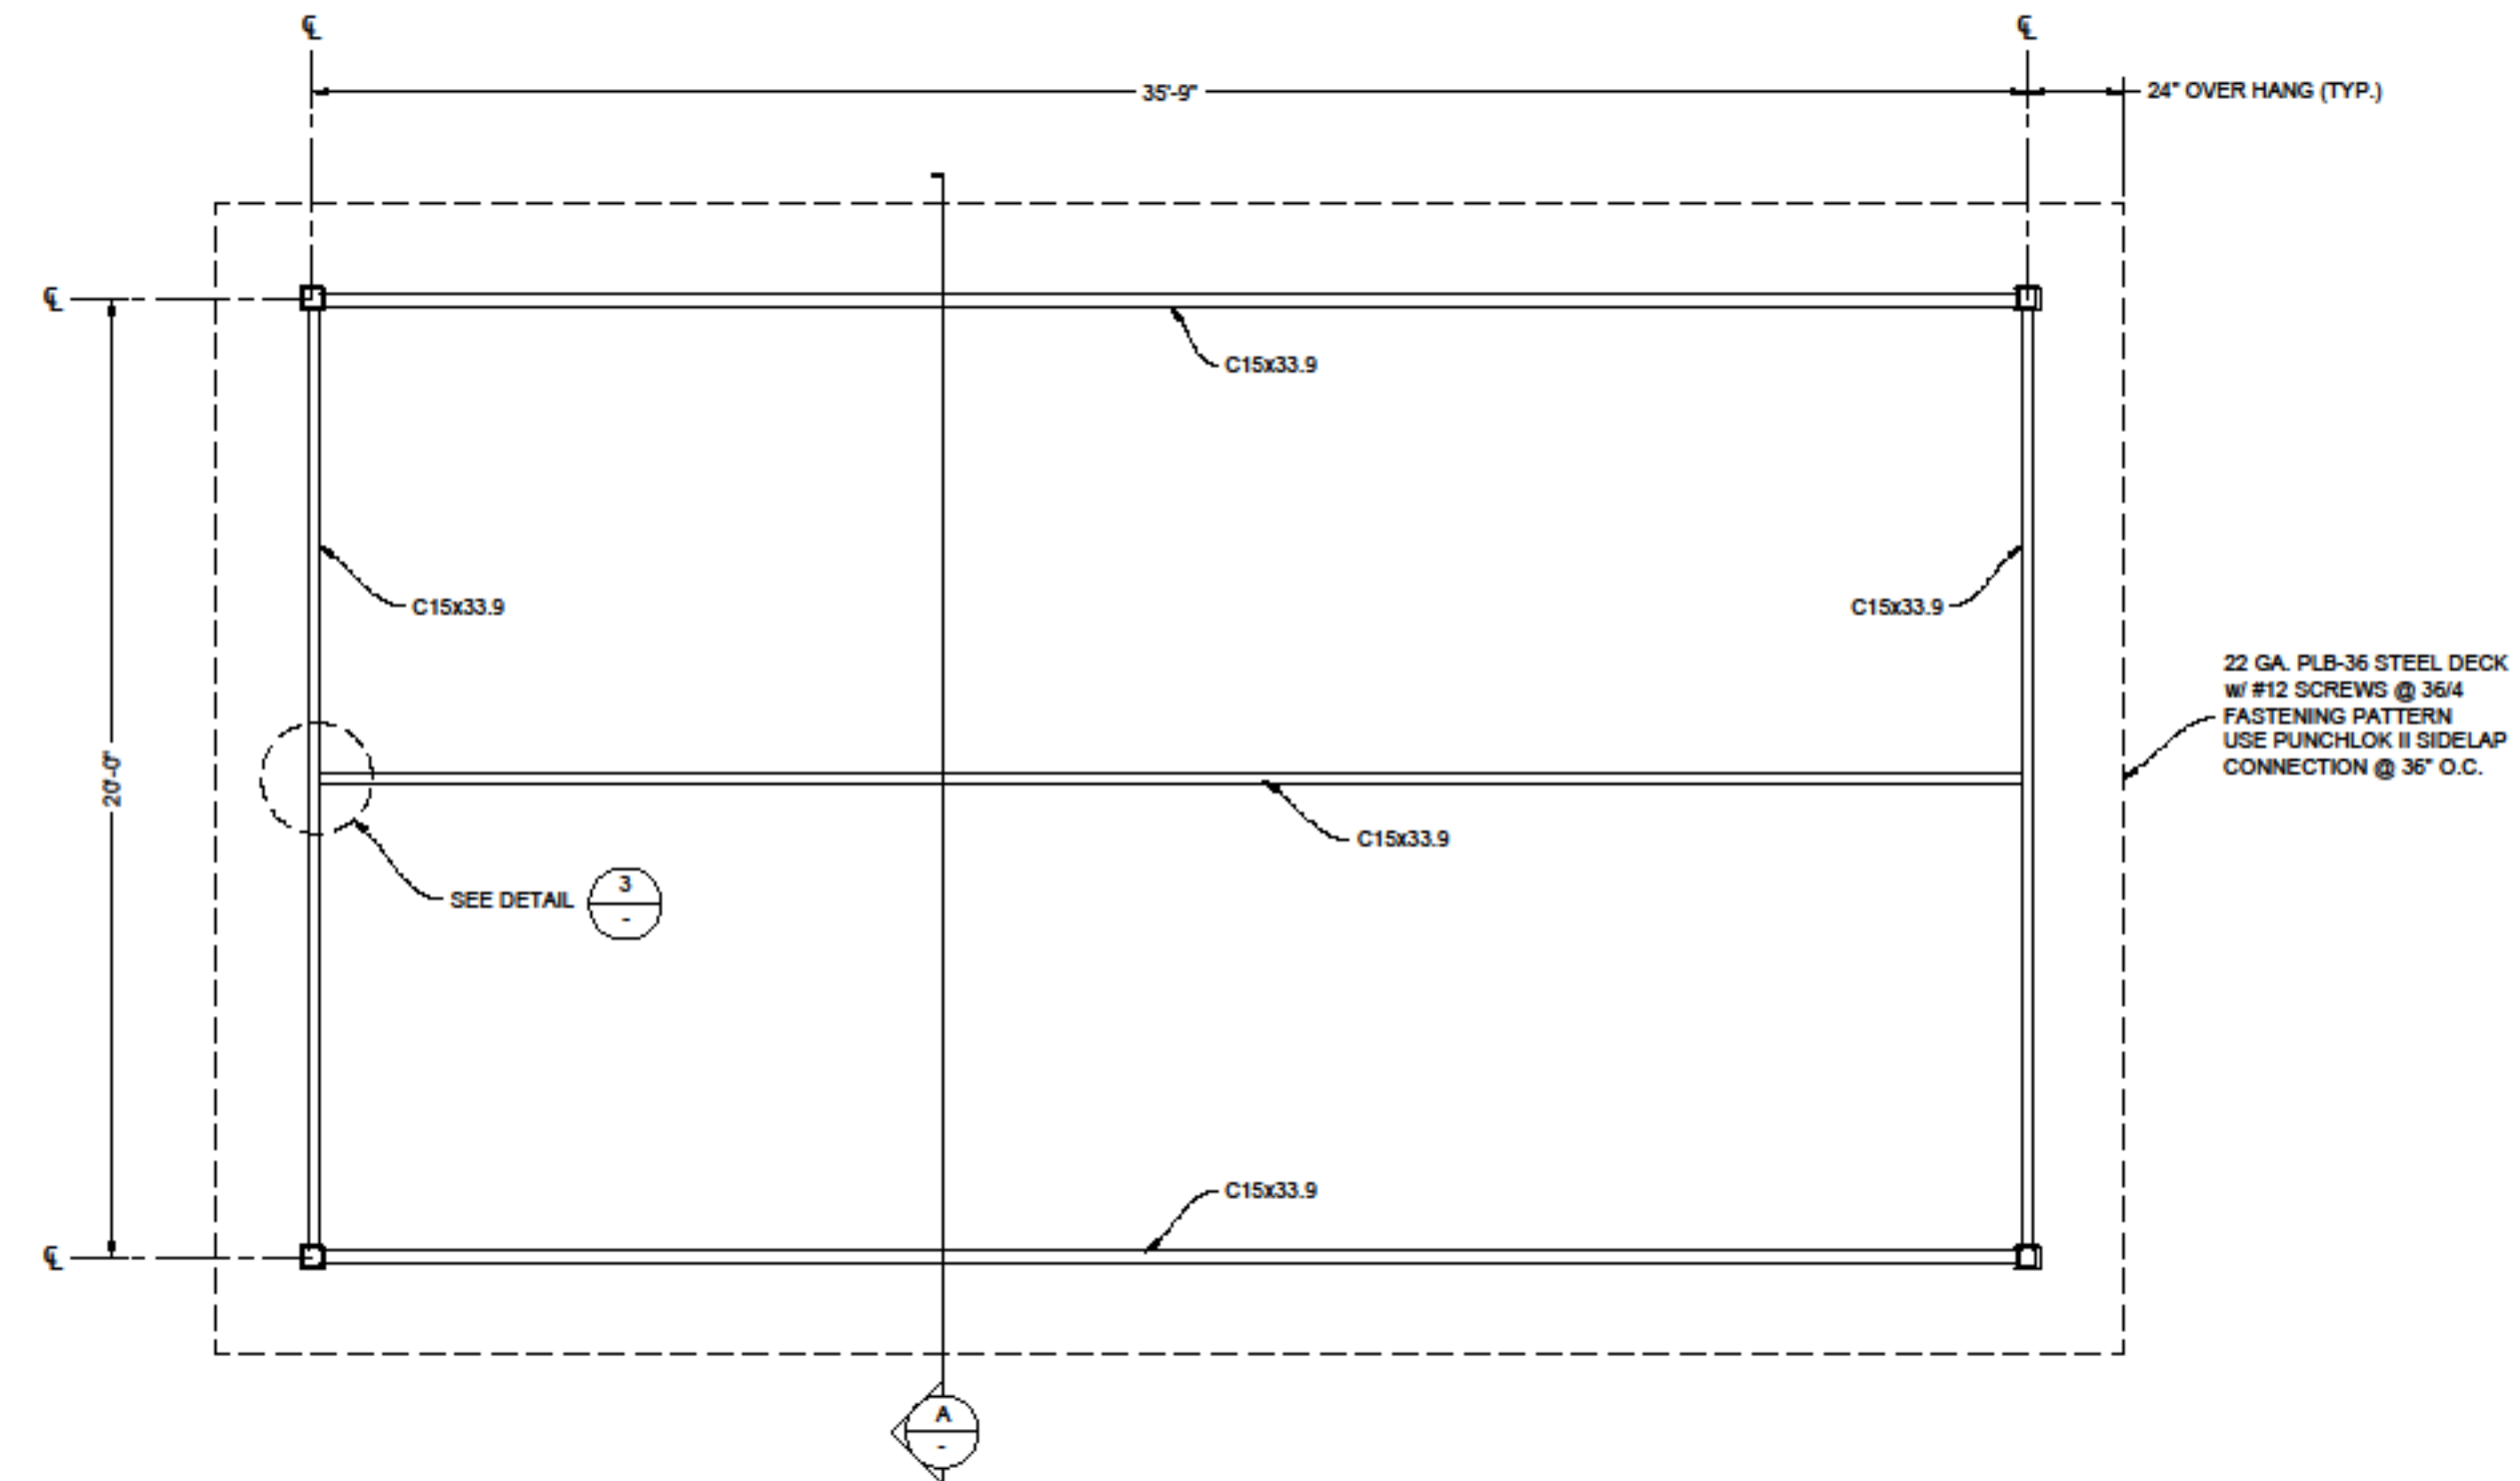 ℄
℄
35'-9"
24" OVER HANG (TYP.)
℄
C15x33.9
C15x33.9
C15x33.9
22 GA. PLB-36 STEEL DECK
w/ #12 SCREWS @ 36/4
FASTENING PATTERN
USE PUNCHLOK II SIDELAP
CONNECTION @ 36" O.C.
20'-0"
C15x33.9
SEE DETAIL
3
-
C15x33.9
℄
A
-